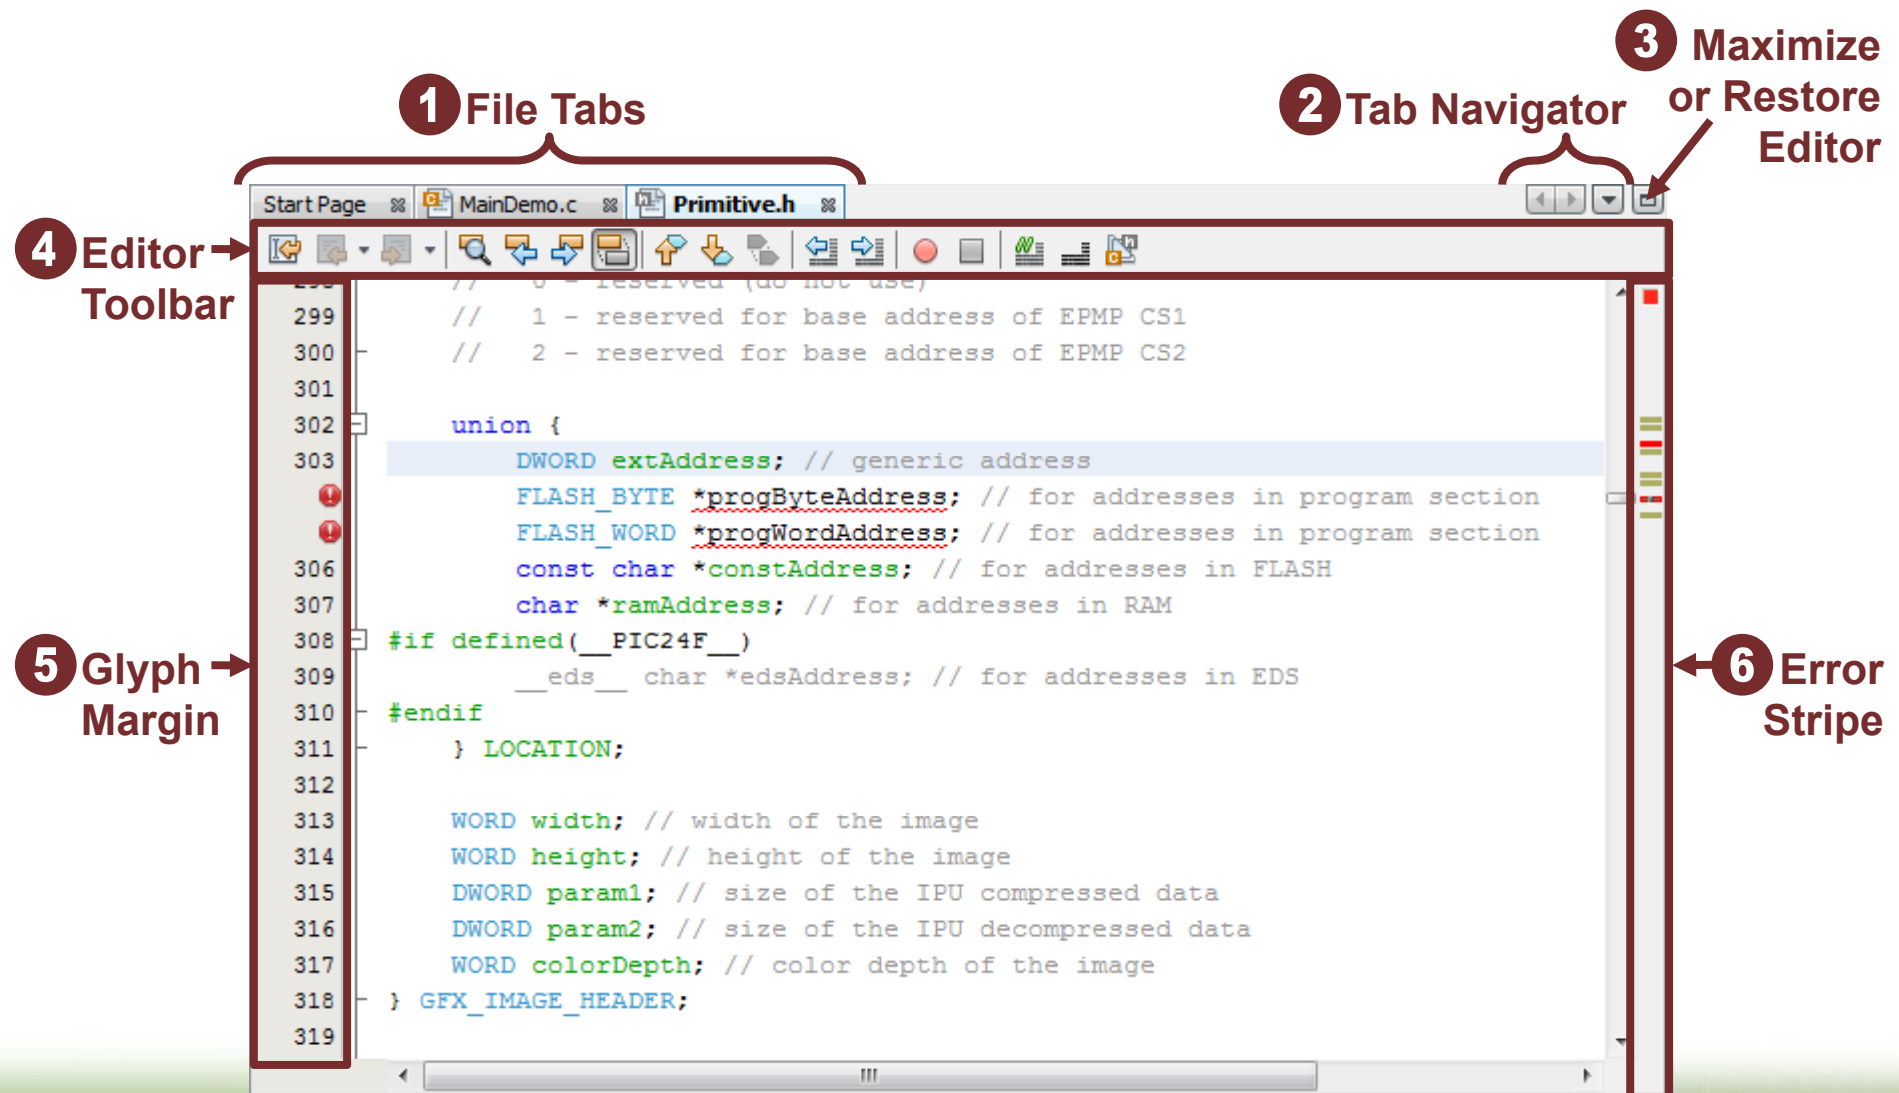 3 Maximize
or Restore
Editor
1 File Tabs
2 Tab Navigator
Start Page MainDemo.c Primitive.h
4 Editor
Toolbar
298 // 0 - reserved (do not use)
299 // 1 - reserved for base address of EPMP CS1
300 // 2 - reserved for base address of EPMP CS2
301
302 union {
303 DWORD extAddress; // generic address
FLASH_BYTE *progByteAddress; // for addresses in program section
FLASH_WORD *progWordAddress; // for addresses in program section
306 const char *constAddress; // for addresses in FLASH
307 char *ramAddress; // for addresses in RAM
308 #if defined(__PIC24F__)
309 __eds__ char *edsAddress; // for addresses in EDS
310 #endif
311 } LOCATION;
312
313 WORD width; // width of the image
314 WORD height; // height of the image
315 DWORD param1; // size of the IPU compressed data
316 DWORD param2; // size of the IPU decompressed data
317 WORD colorDepth; // color depth of the image
318 } GFX_IMAGE_HEADER;
319
5 Glyph
Margin
6 Error
Stripe